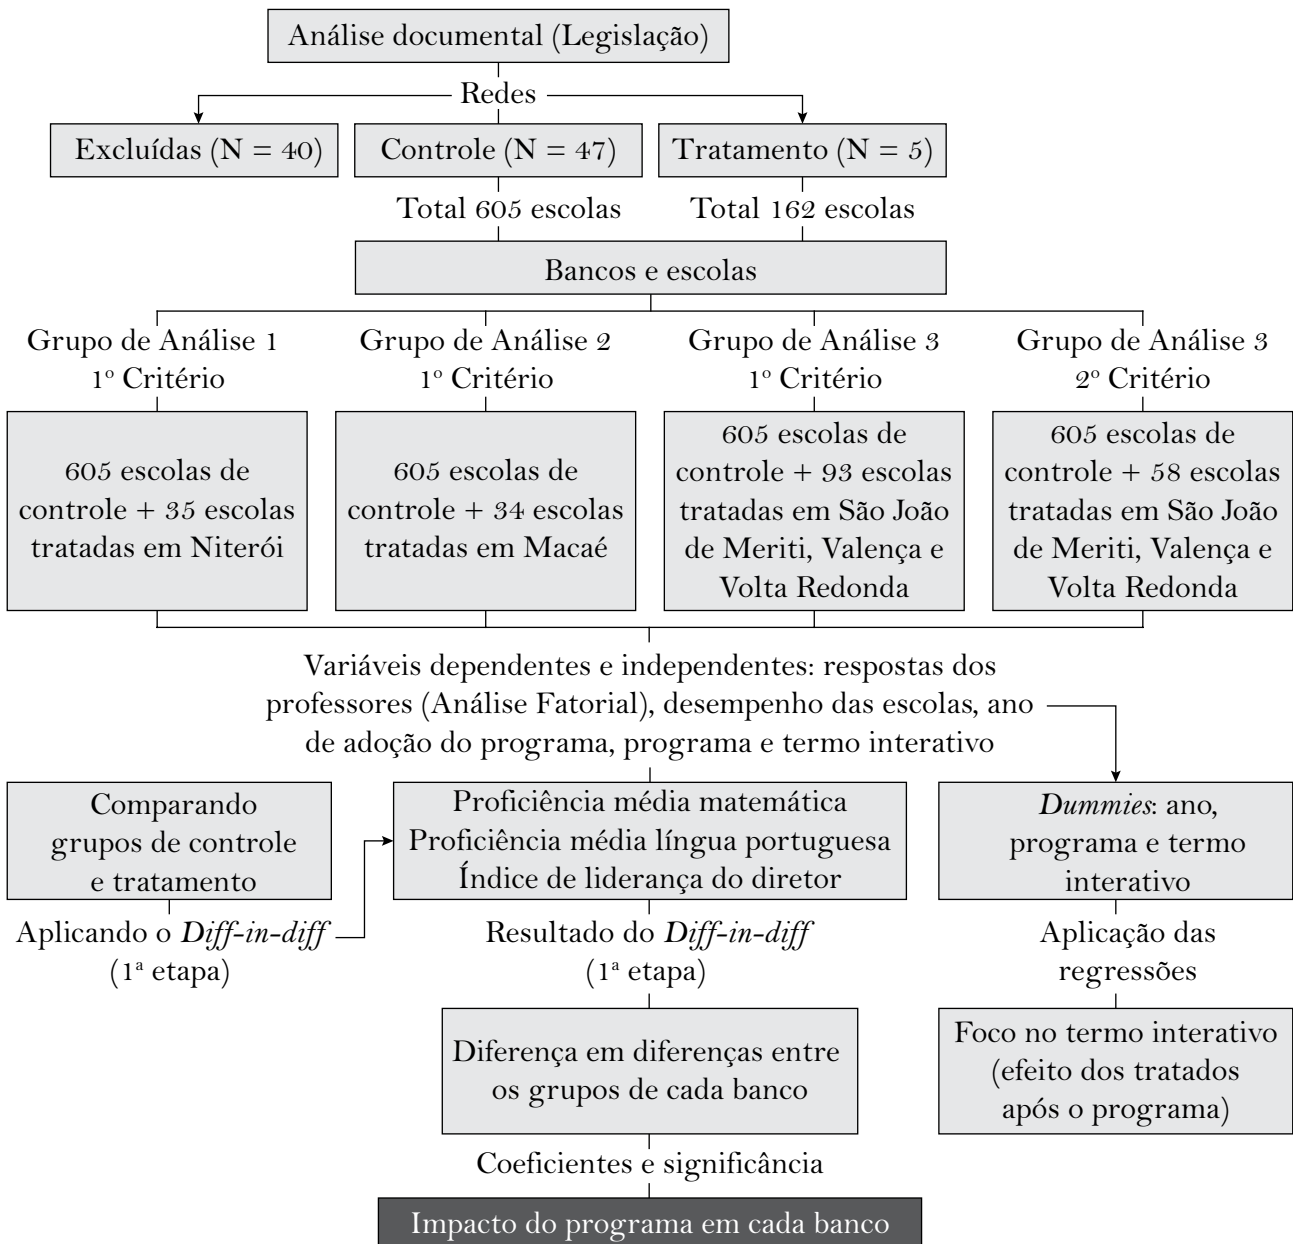 Análise documental (Legislação)
Redes
Excluídas (N = 40)
Controle (N = 47)
Tratamento (N = 5)
Total 605 escolas
Total 162 escolas
Bancos e escolas
Grupo de Análise 1
1º Critério
Grupo de Análise 2
1º Critério
Grupo de Análise 3
1º Critério
Grupo de Análise 3
2º Critério
605 escolas de
controle + 35 escolas
tratadas em Niterói
605 escolas de
controle + 34 escolas
tratadas em Macaé
605 escolas de
controle + 93 escolas
tratadas em São João
de Meriti, Valença e
Volta Redonda
605 escolas de
controle + 58 escolas
tratadas em São João
de Meriti, Valença e
Volta Redonda
Variáveis dependentes e independentes: respostas dos
professores (Análise Fatorial), desempenho das escolas, ano
de adoção do programa, programa e termo interativo
Comparando
grupos de controle
e tratamento
Proficiência média matemática
Proficiência média língua portuguesa
Índice de liderança do diretor
Dummies: ano,
programa e termo
interativo
Aplicando o Diff-in-diff
(1ª etapa)
Resultado do Diff-in-diff
(1ª etapa)
Aplicação das
regressões
Diferença em diferenças entre
os grupos de cada banco
Foco no termo interativo
(efeito dos tratados
após o programa)
Coeficientes e significância
Impacto do programa em cada banco